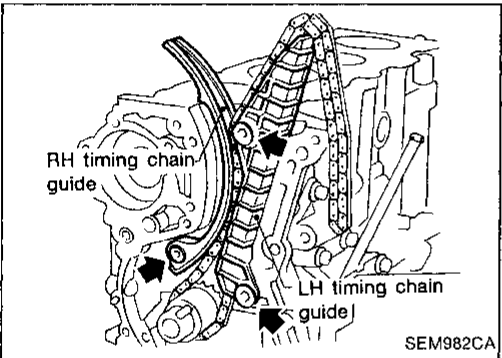 RH timing chain
guide
LH timing chain
guide
SEM982CA